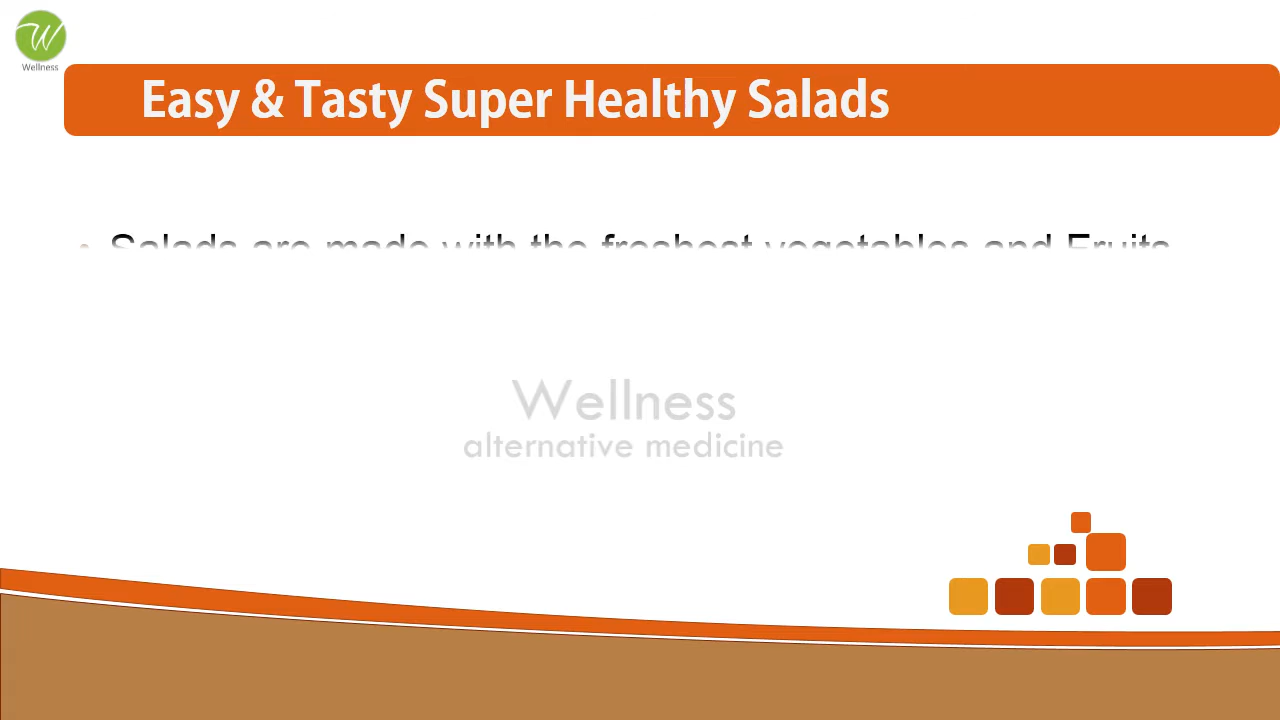 Wellness
Easy & Tasty Super Healthy Salads
• Salads are made with the freshest vegetables and Fruits
Wellness
alternative medicine